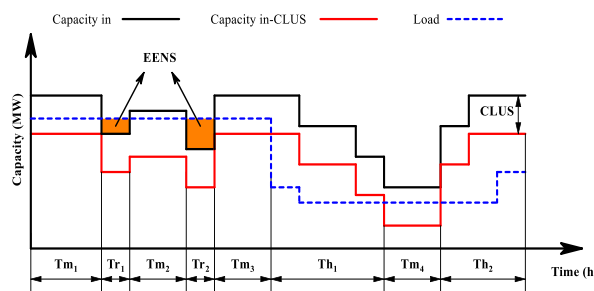 Capacity in
Capacity in-CLUS
Load
EENS
CLUS
Capacity (MW)
Tm1 Tr1 Tm2 Tr2 Tm3 Th1 Tm4 Th2
Time (h